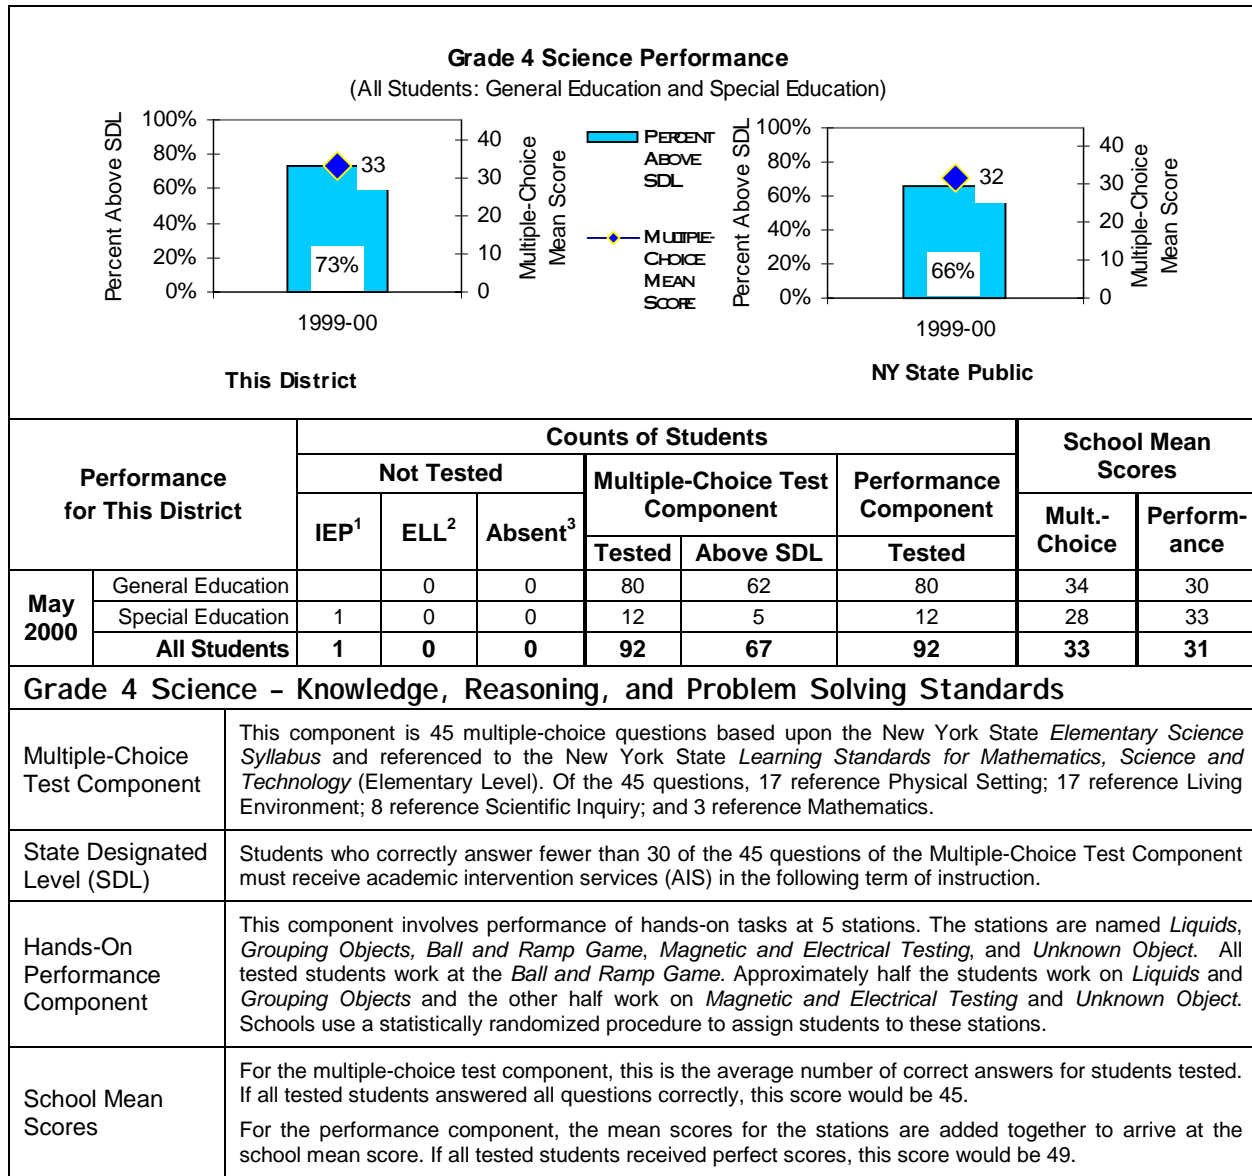 Grade 4 Science Performance
(All Students: General Education and Special Education)
Percent Above SDL
100%
80%
60%
40%
20%
0%
33
73%
40
30
20
10
0
Multiple-Choice
Mean Score
1999-00
This District
PERCENT
ABOVE
SDL
MULTIPLE-
CHOICE
MEAN
SCORE
Percent Above SDL
100%
80%
60%
40%
20%
0%
32
66%
40
30
20
10
0
Multiple-Choice
Mean Score
1999-00
NY State Public
Performance
for This District
Counts of Students
School Mean
Scores
Not Tested
Multiple-Choice Test
Component
Performance
Component
IEP1 ELL2 Absent3
Tested Above SDL Tested
Mult.-
Choice
Perform-
ance
May
2000
General Education 0 0 80 62 80 34 30
Special Education 1 0 0 12 5 12 28 33
All Students 1 0 0 92 67 92 33 31
Grade 4 Science – Knowledge, Reasoning, and Problem Solving Standards
Multiple-Choice
Test Component
This component is 45 multiple-choice questions based upon the New York State Elementary Science
Syllabus and referenced to the New York State Learning Standards for Mathematics, Science and
Technology (Elementary Level). Of the 45 questions, 17 reference Physical Setting; 17 reference Living
Environment; 8 reference Scientific Inquiry; and 3 reference Mathematics.
State Designated
Level (SDL)
Students who correctly answer fewer than 30 of the 45 questions of the Multiple-Choice Test Component
must receive academic intervention services (AIS) in the following term of instruction.
Hands-On
Performance
Component
This component involves performance of hands-on tasks at 5 stations. The stations are named Liquids,
Grouping Objects, Ball and Ramp Game, Magnetic and Electrical Testing, and Unknown Object. All
tested students work at the Ball and Ramp Game. Approximately half the students work on Liquids and
Grouping Objects and the other half work on Magnetic and Electrical Testing and Unknown Object.
Schools use a statistically randomized procedure to assign students to these stations.
School Mean
Scores
For the multiple-choice test component, this is the average number of correct answers for students tested.
If all tested students answered all questions correctly, this score would be 45.
For the performance component, the mean scores for the stations are added together to arrive at the
school mean score. If all tested students received perfect scores, this score would be 49.